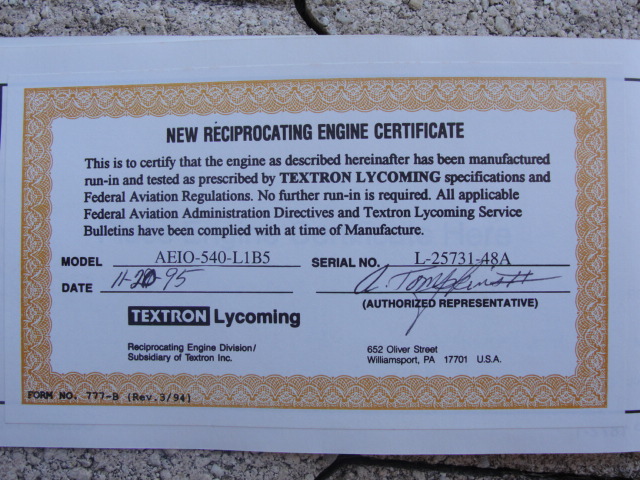 NEW RECIPROCATING ENGINE CERTIFICATE
This is to certify that the engine as described hereinafter has been manufactured
run-in and tested as prescribed by TEXTRON LYCOMING specifications and
Federal Aviation Regulations. No further run-in is required. All applicable
Federal Aviation Administration Directives and Textron Lycoming Service
Bulletins have been complied with at time of Manufacture.
MODEL AEIO-540-L1B5 SERIAL NO. L-25731-48A
DATE 11-20-95
(AUTHORIZED REPRESENTATIVE)
TEXTRON Lycoming
Reciprocating Engine Division/
Subsidiary of Textron Inc.
652 Oliver Street
Williamsport, PA 17701 U.S.A.
FORM NO. 777-B (Rev. 3/94)